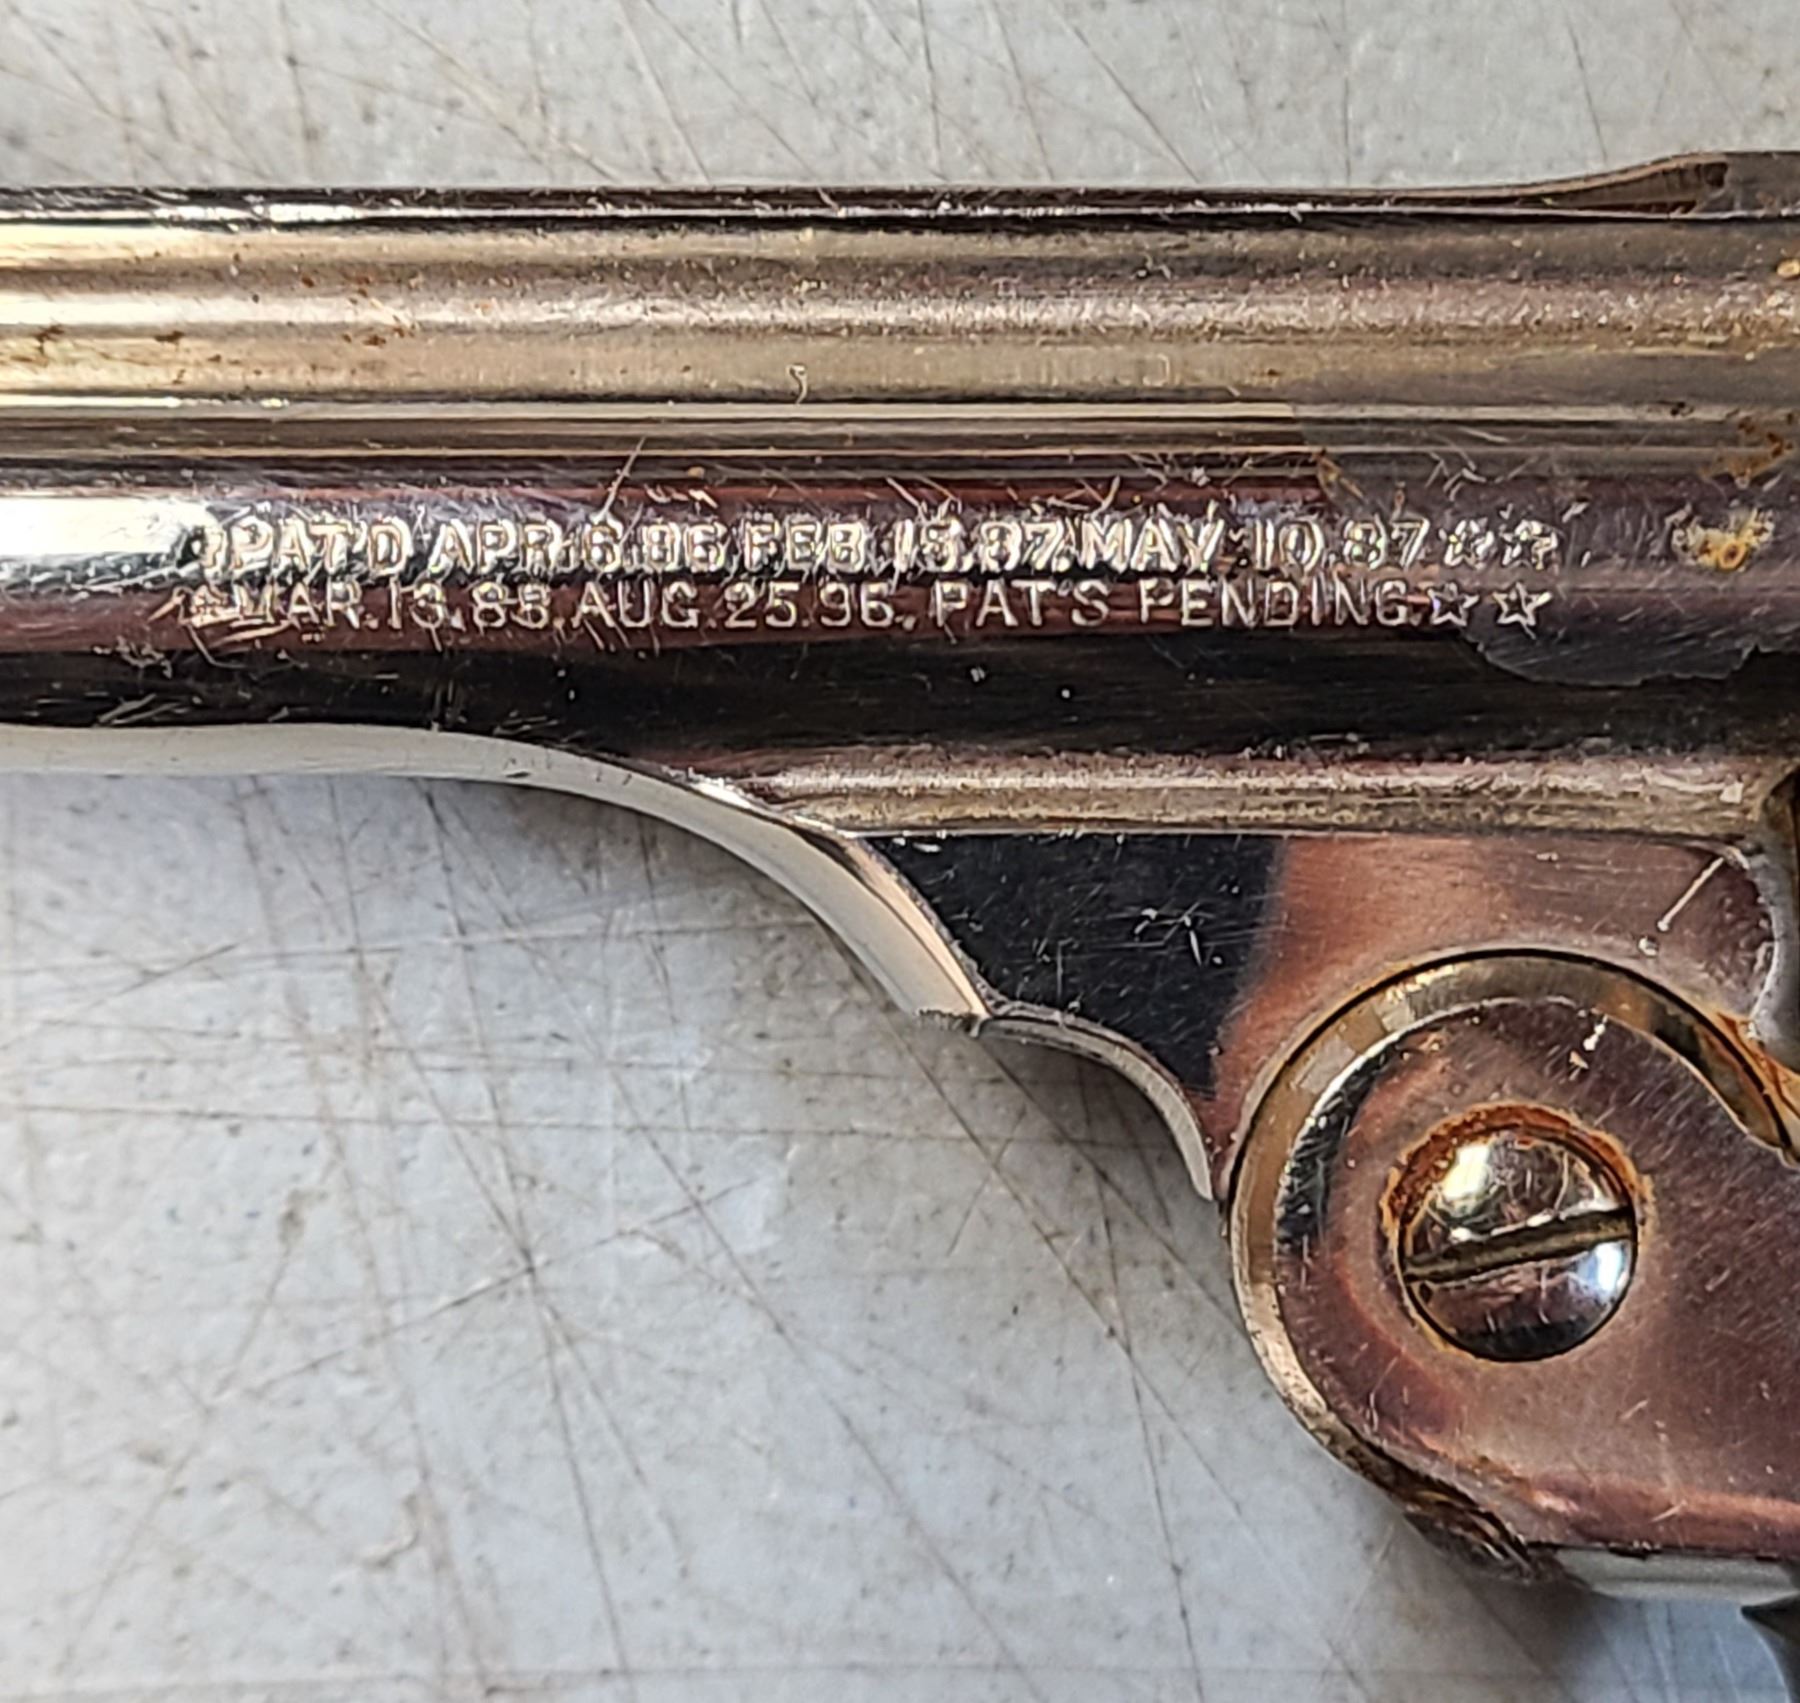 PAT'D APR.6.86.FEB.15.87.MAY.10.87☆☆
MAR.13.88.AUG.25.96.PAT'S PENDING.☆☆